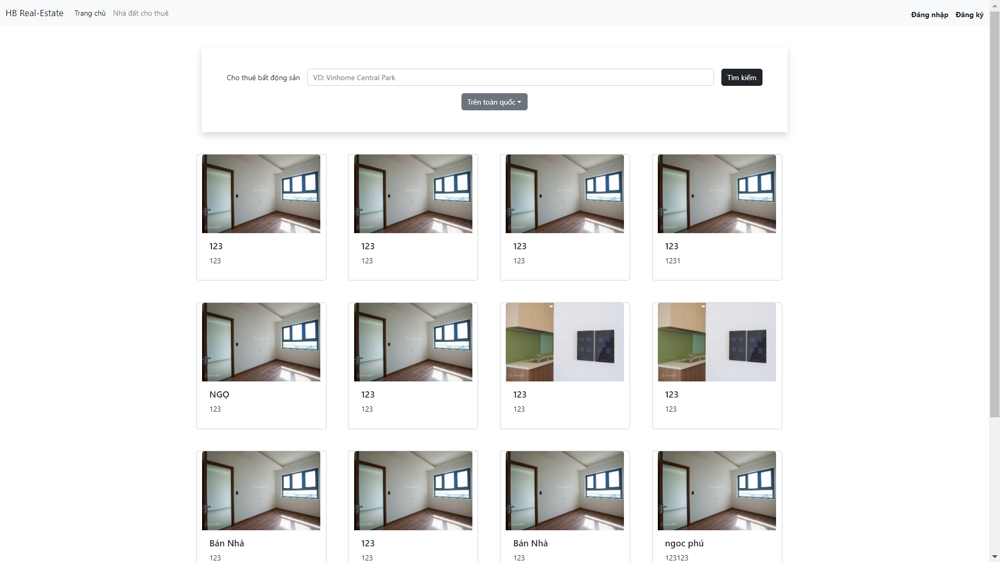 HB Real-Estate Trang chủ Nhà đất cho thuê Đăng nhập Đăng ký
Cho thuê bất động sản VD: Vinhome Central Park Tìm kiếm
Trên toàn quốc
123 123 123 123
123 123 123 1231
NGỌ 123 123 123
123 123 123 123
Bán Nhà 123 Bán Nhà ngoc phú
123 123 123 123123